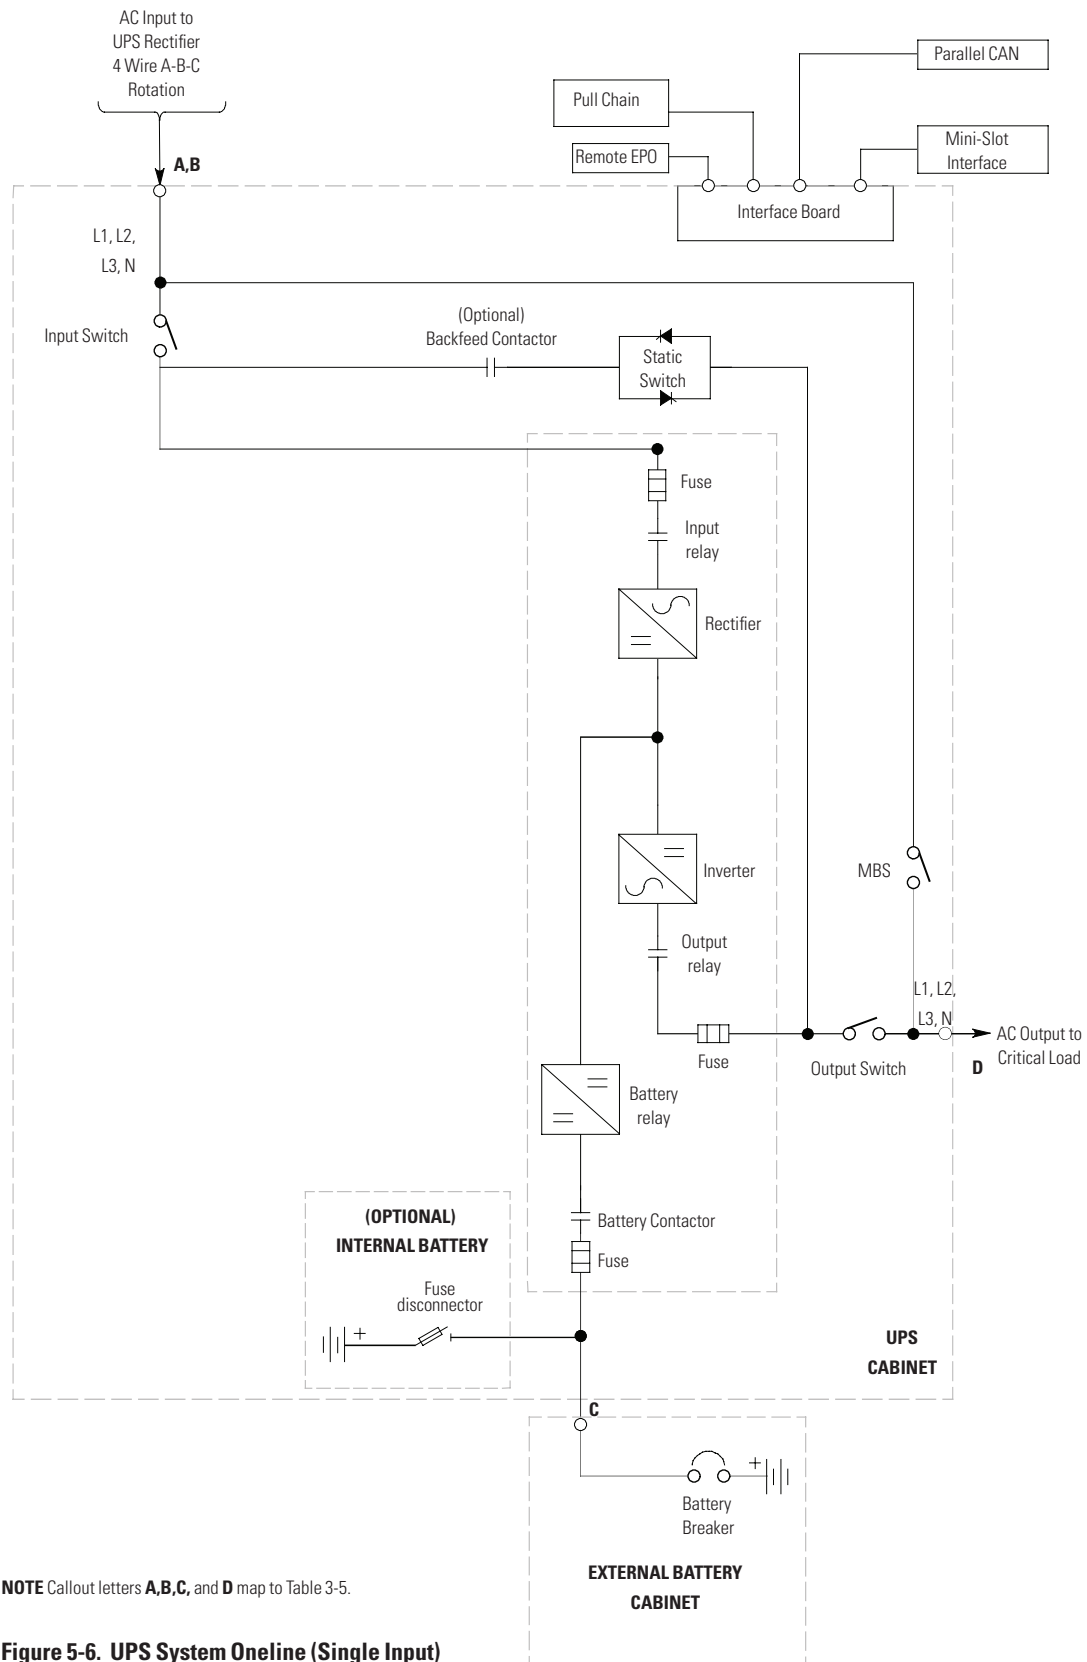 AC Input to
UPS Rectifier
4 Wire A-B-C
Rotation
A,B
Parallel CAN
Pull Chain
Mini-Slot
Interface
Remote EPO
Interface Board
L1, L2,
L3, N
Input Switch
(Optional)
Backfeed Contactor
Static
Switch
Fuse
Input
relay
Rectifier
Inverter
MBS
Output
relay
L1, L2,
L3, N
AC Output to
Critical Load
D
Fuse
Output Switch
Battery
relay
(OPTIONAL)
INTERNAL BATTERY
Battery Contactor
Fuse
Fuse
disconnector
+
UPS
CABINET
C
+
Battery
Breaker
EXTERNAL BATTERY
CABINET
NOTE Callout letters A,B,C, and D map to Table 3-5.
Figure 5-6. UPS System Oneline (Single Input)